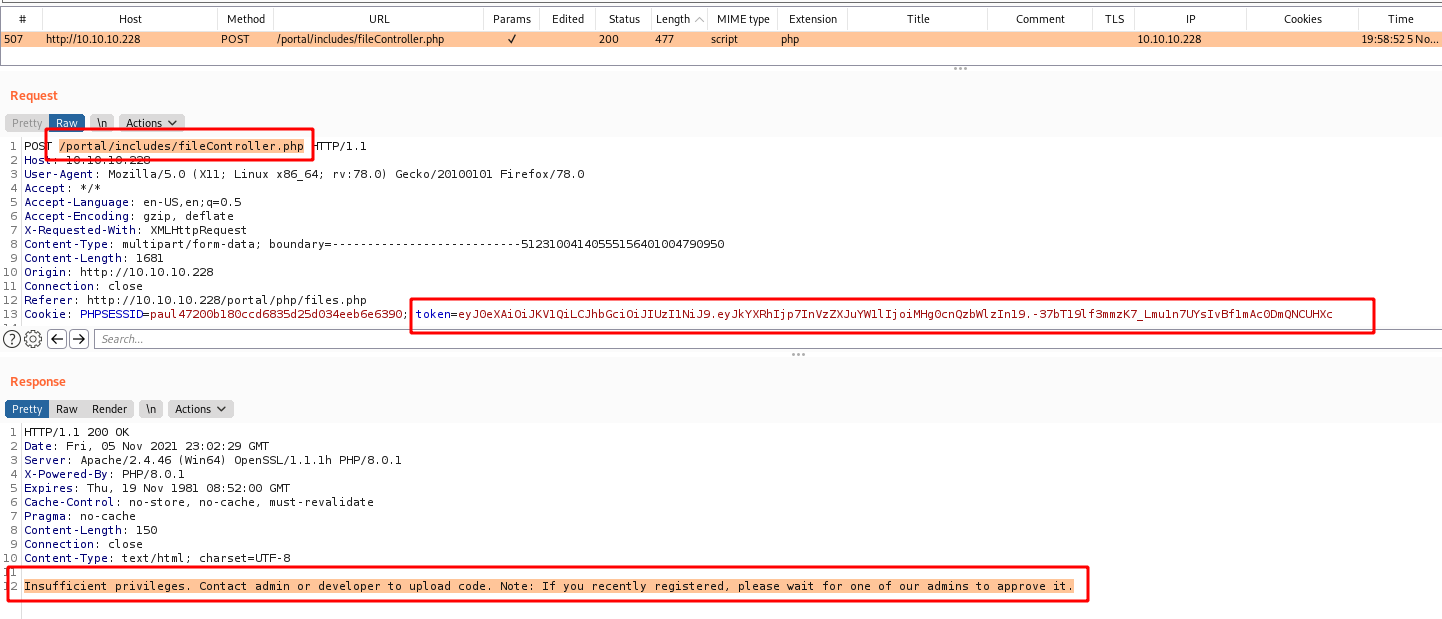 # Host Method URL Params Edited Status Length MIME type Extension Title Comment TLS IP Cookies Time
507 http://10.10.10.228 POST /portal/includes/fileController.php ✓ 200 477 script php 10.10.10.228 19:58:52 5 No...
Request
Pretty Raw \n Actions
1 POST /portal/includes/fileController.php HTTP/1.1
2 Host: 10.10.10.228
3 User-Agent: Mozilla/5.0 (X11; Linux x86_64; rv:78.0) Gecko/20100101 Firefox/78.0
4 Accept: */*
5 Accept-Language: en-US,en;q=0.5
6 Accept-Encoding: gzip, deflate
7 X-Requested-With: XMLHttpRequest
8 Content-Type: multipart/form-data; boundary=---------------------------51231004140555156401004790950
9 Content-Length: 1681
10 Origin: http://10.10.10.228
11 Connection: close
12 Referer: http://10.10.10.228/portal/php/files.php
13 Cookie: PHPSESSID=paul47200b180ccd6835d25d034eeb6e6390; token=eyJ0eXAiOiJKV1QiLCJhbGciOiJIUzI1NiJ9.eyJkYXRhIjp7InVzZXJuYW1lIjoiMHg0cnQzbWlzIn19.-37bT19lf3mmzK7_Lmu1n7UYsIvBf1mAc0DmQNCUHXc
Search...
Response
Pretty Raw Render \n Actions
1 HTTP/1.1 200 OK
2 Date: Fri, 05 Nov 2021 23:02:29 GMT
3 Server: Apache/2.4.46 (Win64) OpenSSL/1.1.1h PHP/8.0.1
4 X-Powered-By: PHP/8.0.1
5 Expires: Thu, 19 Nov 1981 08:52:00 GMT
6 Cache-Control: no-store, no-cache, must-revalidate
7 Pragma: no-cache
8 Content-Length: 150
9 Connection: close
10 Content-Type: text/html; charset=UTF-8
11
12 Insufficient privileges. Contact admin or developer to upload code. Note: If you recently registered, please wait for one of our admins to approve it.